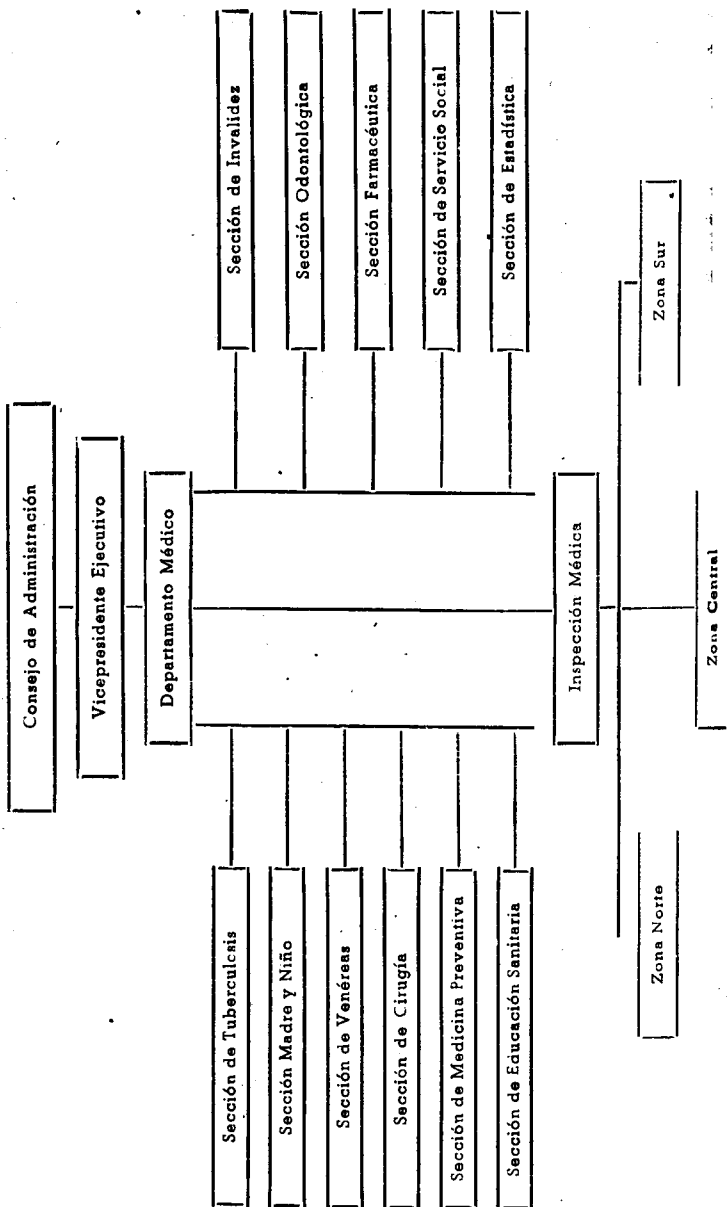 Consejo de Administración
Vicepresidente Ejecutivo
Departamento Médico
Sección de Tuberculosis
Sección Madre y Niño
Sección de Venéreas
Sección de Cirugía
Sección de Medicina Preventiva
Sección de Educación Sanitaria
Sección de Invalidez
Sección Odontológica
Sección Farmacéutica
Sección de Servicio Social
Sección de Estadística
Inspección Médica
Zona Norte
Zona Central
Zona Sur